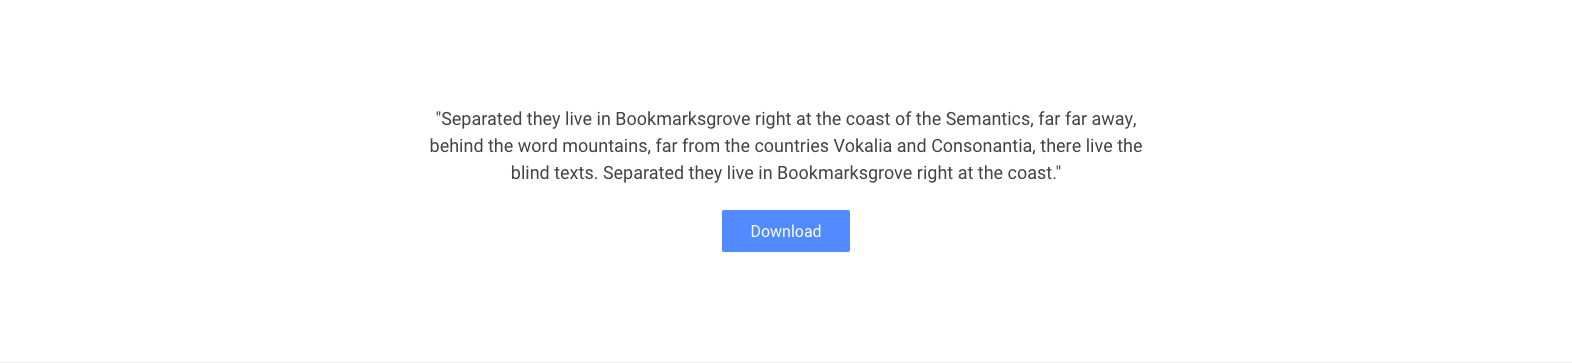 "Separated they live in Bookmarksgrove right at the coast of the Semantics, far far away,
behind the word mountains, far from the countries Vokalia and Consonantia, there live the
blind texts. Separated they live in Bookmarksgrove right at the coast."
Download